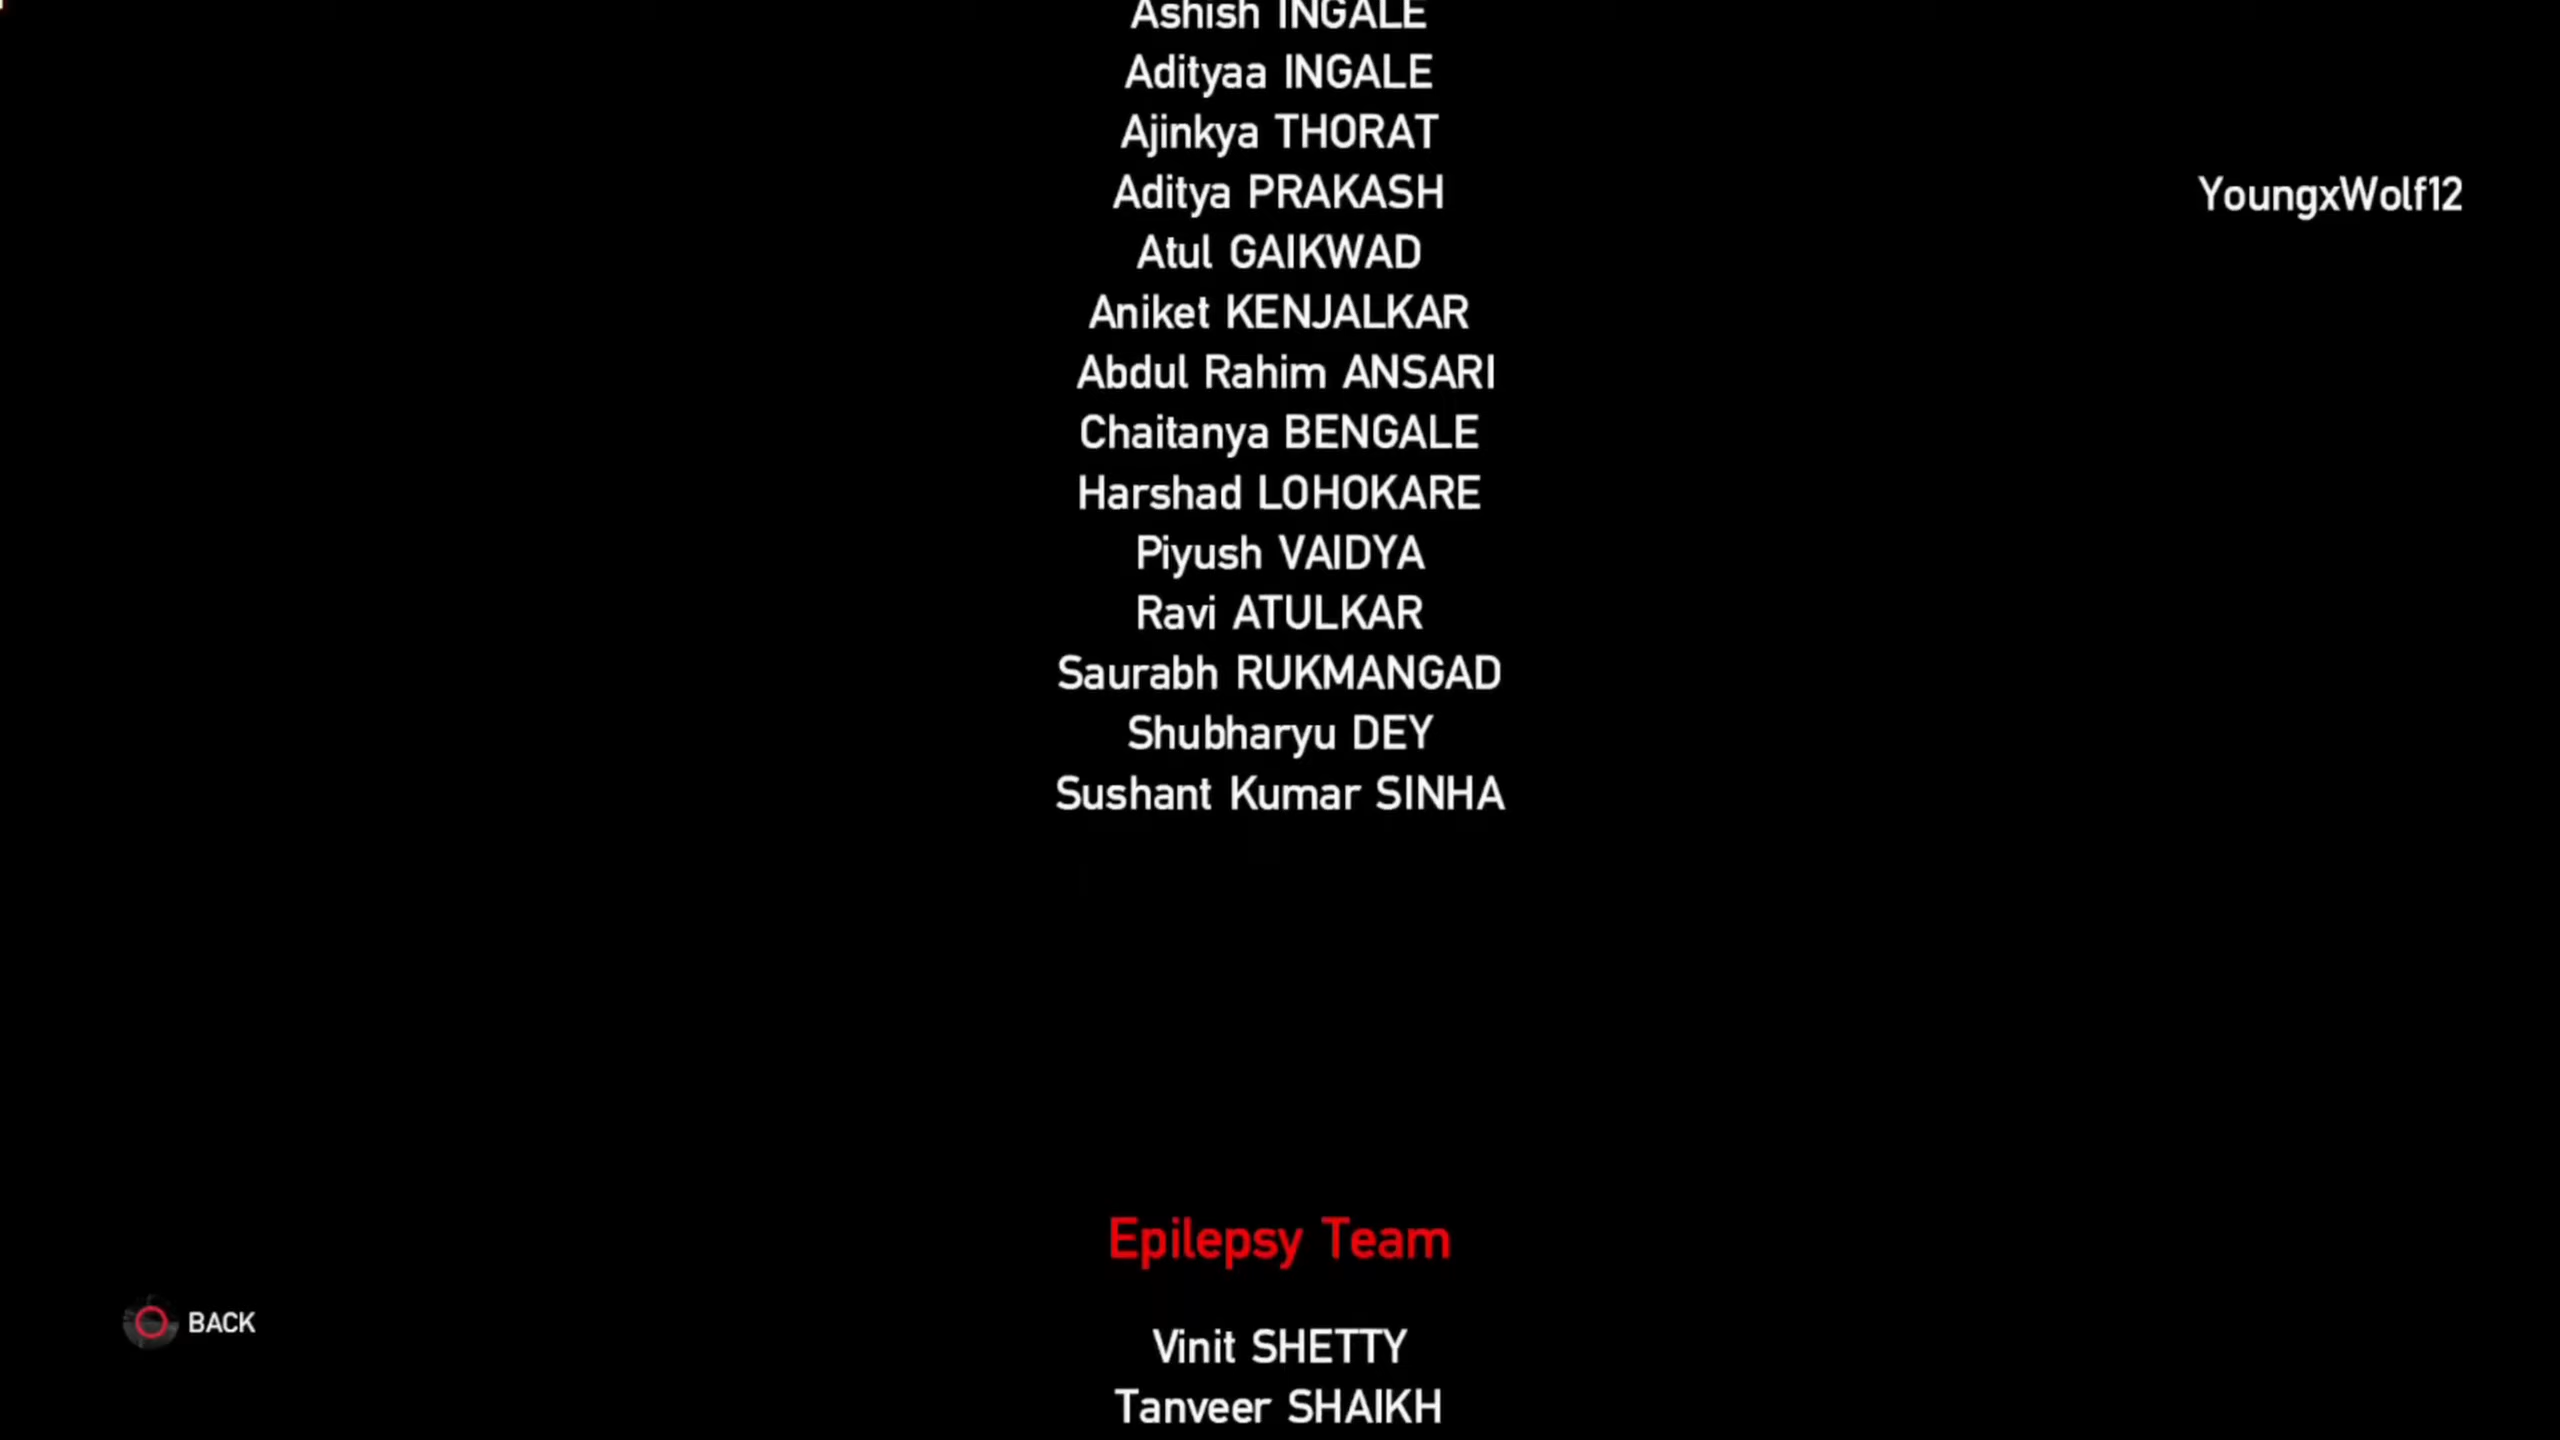 Ashish INGALE
Adityaa INGALE
Ajinkya THORAT
Aditya PRAKASH
YoungxWolf12
Atul GAIKWAD
Aniket KENJALKAR
Abdul Rahim ANSARI
Chaitanya BENGALE
Harshad LOHOKARE
Piyush VAIDYA
Ravi ATULKAR
Saurabh RUKMANGAD
Shubharyu DEY
Sushant Kumar SINHA
Epilepsy Team
BACK
Vinit SHETTY
Tanveer SHAIKH